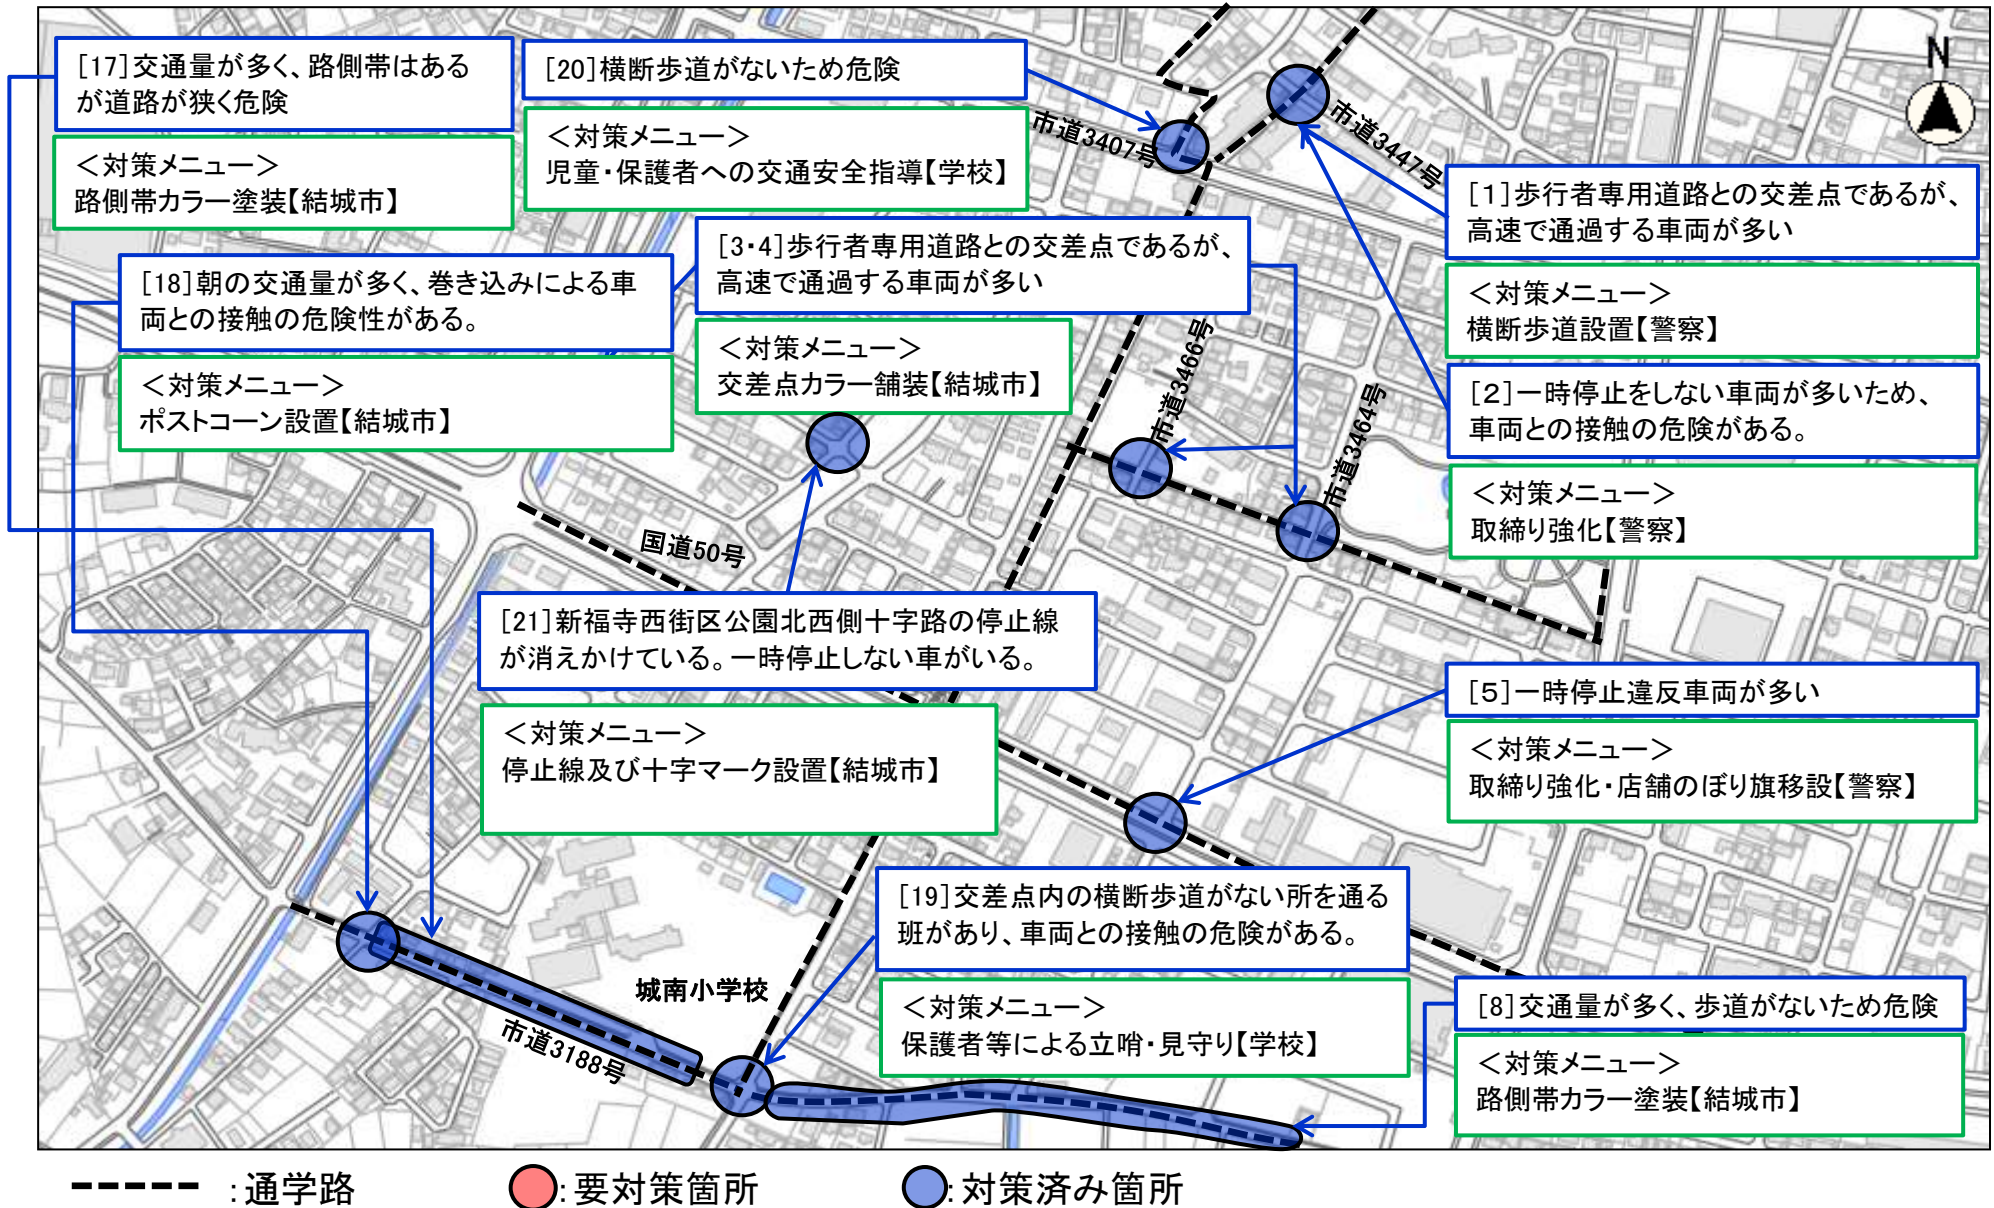 [17]交通量が多く、路側帯はある
が道路が狭く危険
<対策メニュー>
路側帯カラー塗装【結城市】
[20]横断歩道がないため危険
<対策メニュー>
児童・保護者への交通安全指導【学校】
市道3407号
市道3447号
N
[1]歩行者専用道路との交差点であるが、
高速で通過する車両が多い
<対策メニュー>
横断歩道設置【警察】
[18]朝の交通量が多く、巻き込みによる車
両との接触の危険性がある。
<対策メニュー>
ポストコーン設置【結城市】
[3・4]歩行者専用道路との交差点であるが、
高速で通過する車両が多い
<対策メニュー>
交差点カラー舗装【結城市】
市道3466号
市道3464号
[2]一時停止をしない車両が多いため、
車両との接触の危険がある。
<対策メニュー>
取締り強化【警察】
国道50号
[21]新福寺西街区公園北西側十字路の停止線
が消えかけている。一時停止しない車がいる。
<対策メニュー>
停止線及び十字マーク設置【結城市】
[5]一時停止違反車両が多い
<対策メニュー>
取締り強化・店舗のぼり旗移設【警察】
[19]交差点内の横断歩道がない所を通る
班があり、車両との接触の危険がある。
<対策メニュー>
保護者等による立哨・見守り【学校】
城南小学校
市道3188号
[8]交通量が多く、歩道がないため危険
<対策メニュー>
路側帯カラー塗装【結城市】
:通学路
:要対策箇所
:対策済み箇所